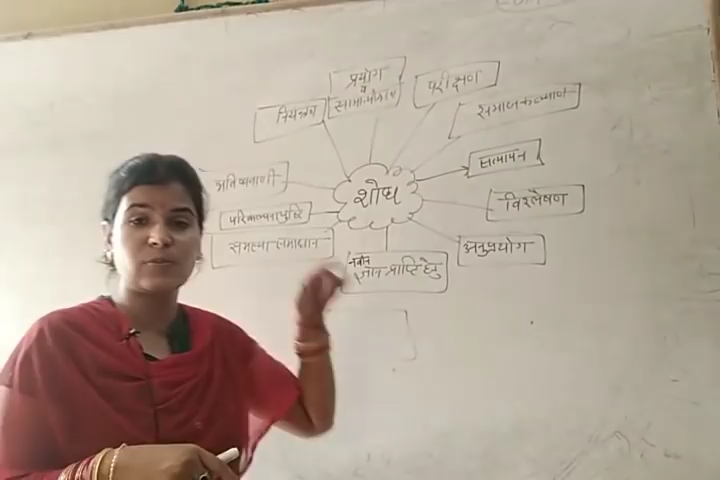 प्रयोग
व
सामान्यीकरण
परीक्षण
नियन्त्रण
समाजकल्याण
सत्यापन
भविष्यवाणी
शोध
विश्लेषण
परिकल्पनापुष्टि
समस्या समाधान
अनुप्रयोग
नवीन
ज्ञान प्राप्ति हेतु